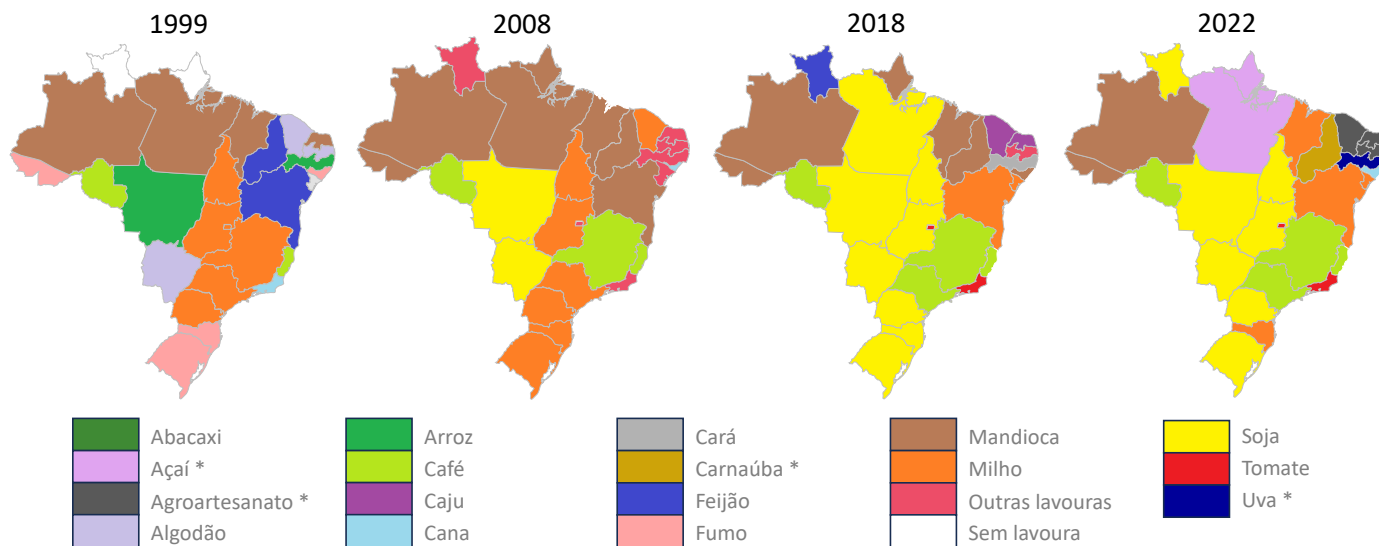 1999 2008 2018 2022
Abacaxi Arroz Cará Mandioca Soja
Açaí * Café Carnaúba * Milho Tomate
Agroartesanato * Caju Feijão Outras lavouras Uva *
Algodão Cana Fumo Sem lavoura